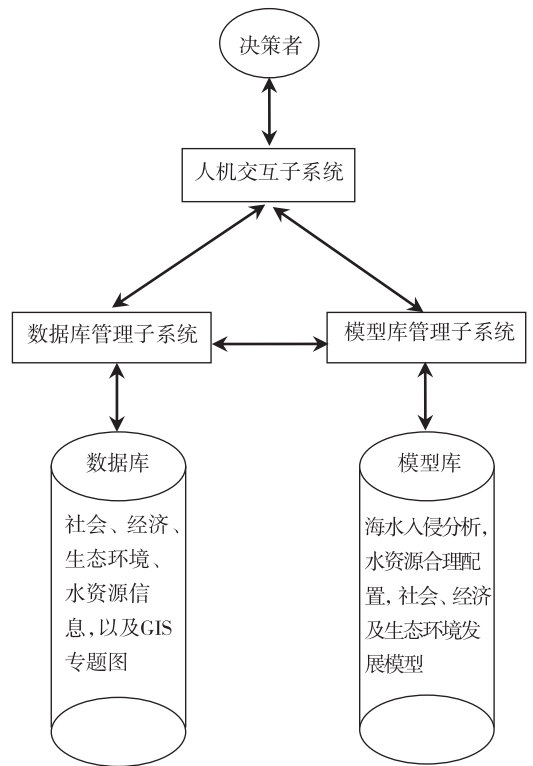 决策者
人机交互子系统
数据库管理子系统
模型库管理子系统
数据库
社会、经济、
生态环境、
水资源信
息,以及GIS
专题图
模型库
海水入侵分析,
水资源合理配
置,社会、经济
及生态环境发
展模型